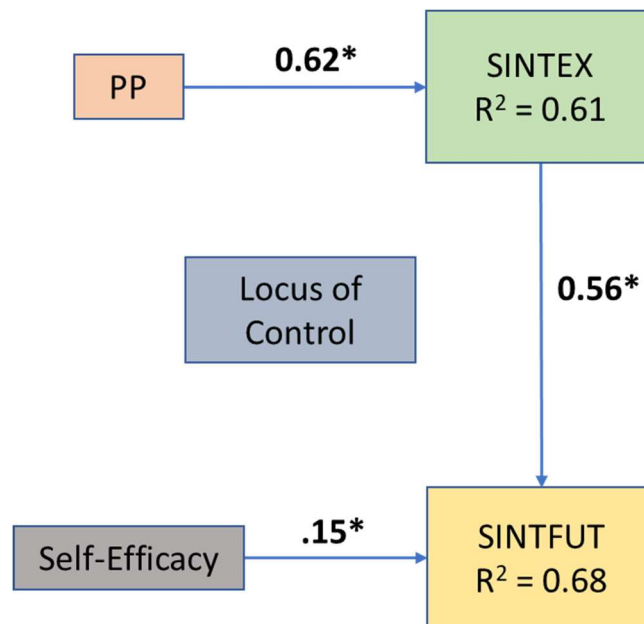 0.62*
PP
SINTEX
R² = 0.61
Locus of
Control
0.56*
.15*
Self-Efficacy
SINTFUT
R² = 0.68